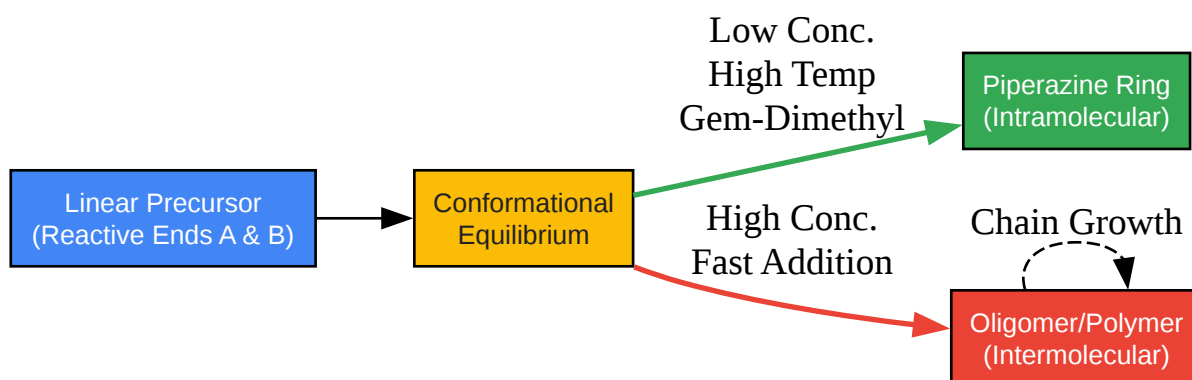 Linear Precursor
(Reactive Ends A & B)
Conformational
Equilibrium
Low Conc.
High Temp
Gem-Dimethyl
Piperazine Ring
(Intramolecular)
High Conc.
Fast Addition
Chain Growth
Oligomer/Polymer
(Intermolecular)